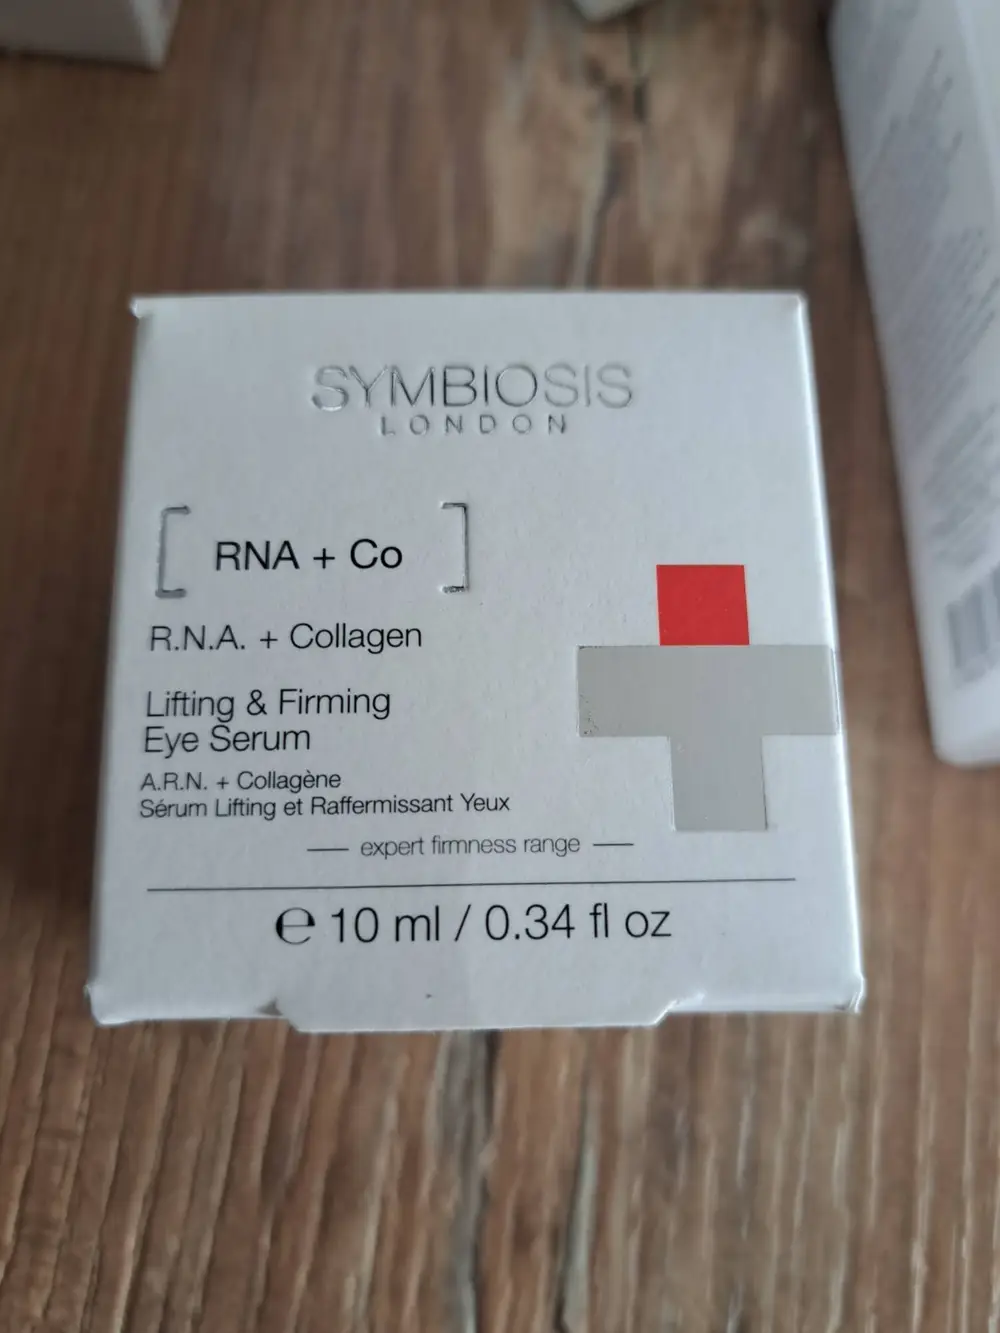 SYMBIOSIS
LONDON
[ RNA + Co ]
R.N.A. + Collagen
Lifting & Firming
Eye Serum
A.R.N. + Collagène
Sérum Lifting et Raffermissant Yeux
expert firmness range
℮ 10 ml / 0.34 fl oz